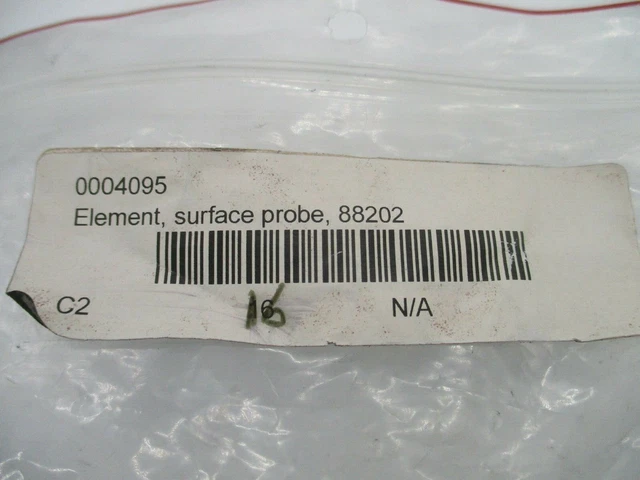 0004095
Element, surface probe, 88202
C2 16 N/A